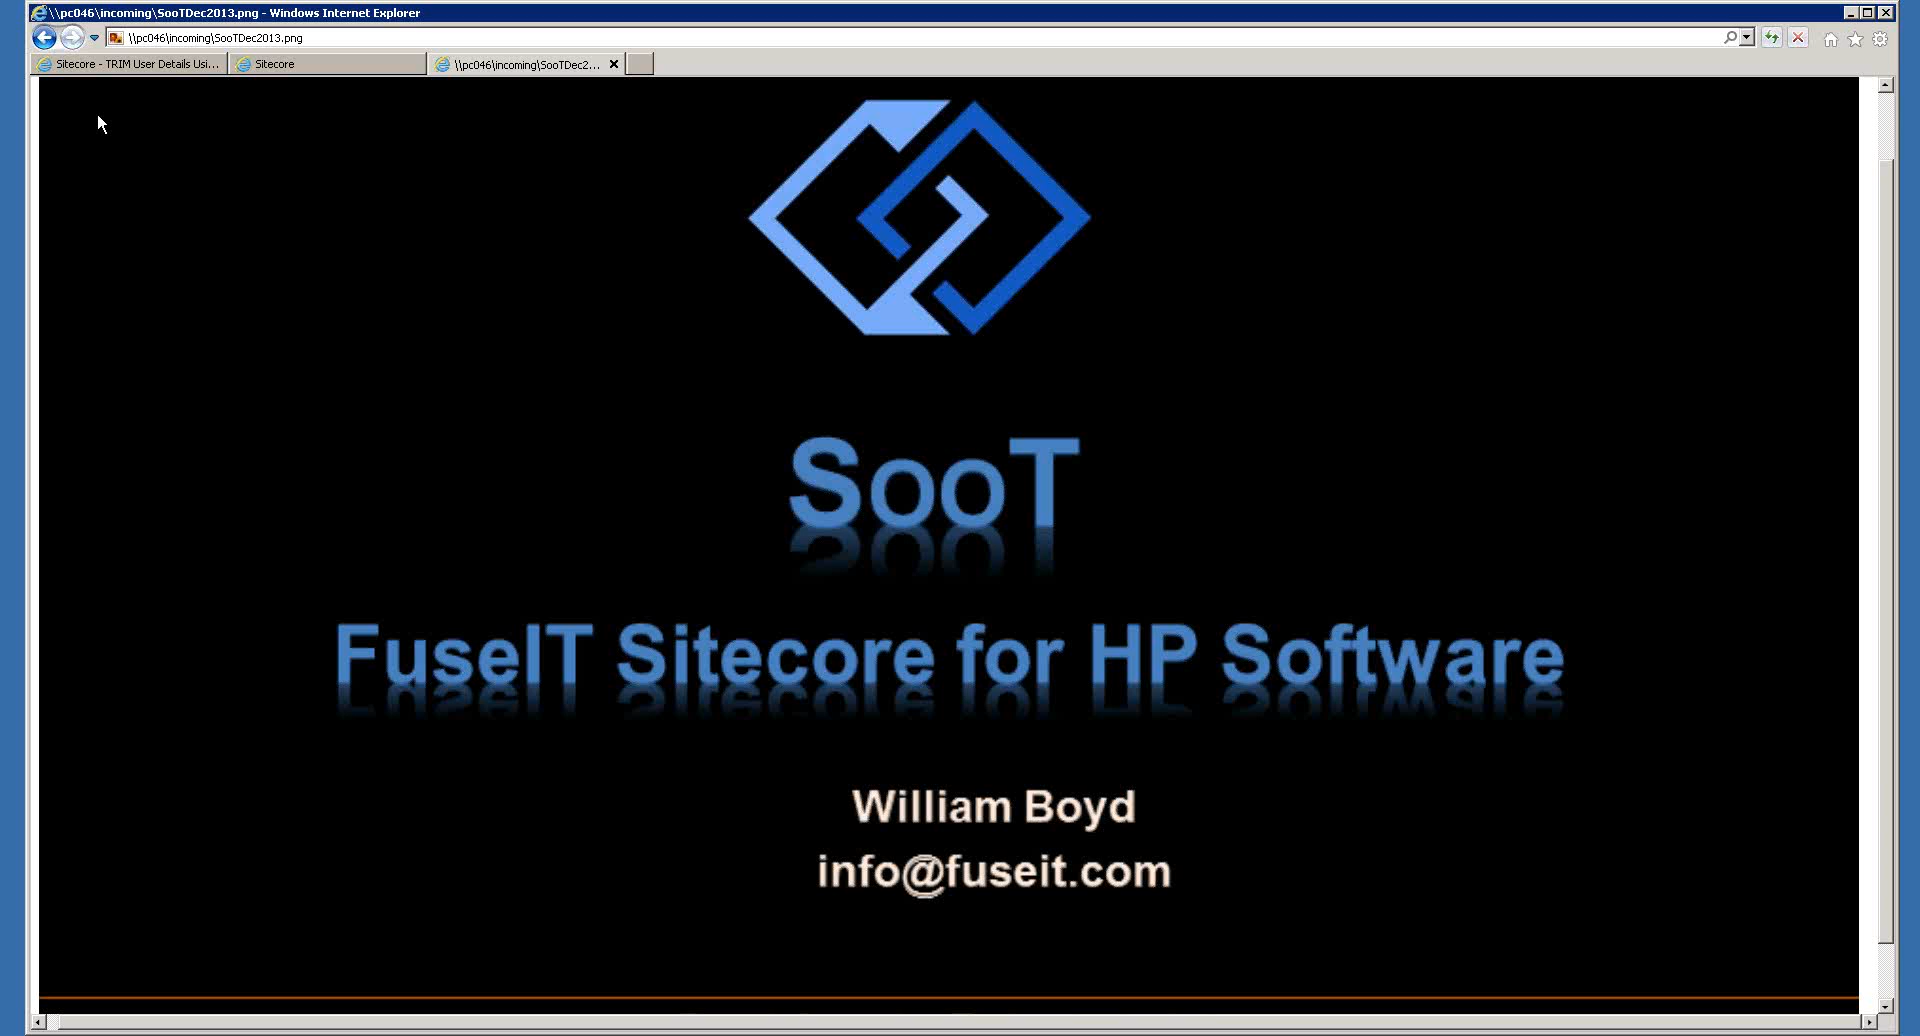 \\pc046\incoming\SooTDec2013.png - Windows Internet Explorer
\\pc046\incoming\SooTDec2013.png
Sitecore - TRIM User Details Usi...
Sitecore
\\pc046\incoming\SooTDec2...
SooT
FuseIT Sitecore for HP Software
William Boyd
info@fuseit.com